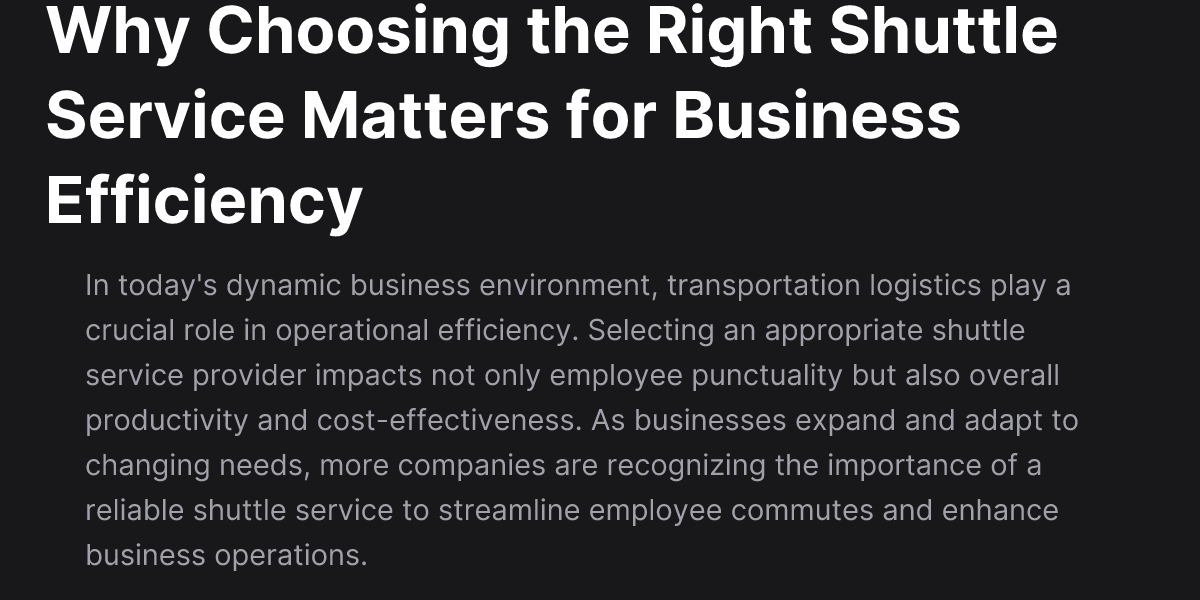 Why Choosing the Right Shuttle
Service Matters for Business
Efficiency
In today's dynamic business environment, transportation logistics play a
crucial role in operational efficiency. Selecting an appropriate shuttle
service provider impacts not only employee punctuality but also overall
productivity and cost-effectiveness. As businesses expand and adapt to
changing needs, more companies are recognizing the importance of a
reliable shuttle service to streamline employee commutes and enhance
business operations.